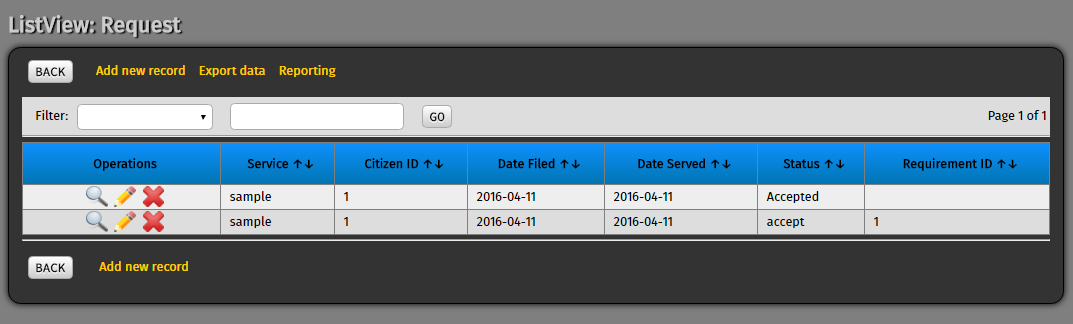 ListView: Request
BACK Add new record Export data Reporting
Filter: GO Page 1 of 1
Operations Service ↑↓ Citizen ID ↑↓ Date Filed ↑↓ Date Served ↑↓ Status ↑↓ Requirement ID ↑↓
sample 1 2016-04-11 2016-04-11 Accepted
sample 1 2016-04-11 2016-04-11 accept 1
BACK Add new record